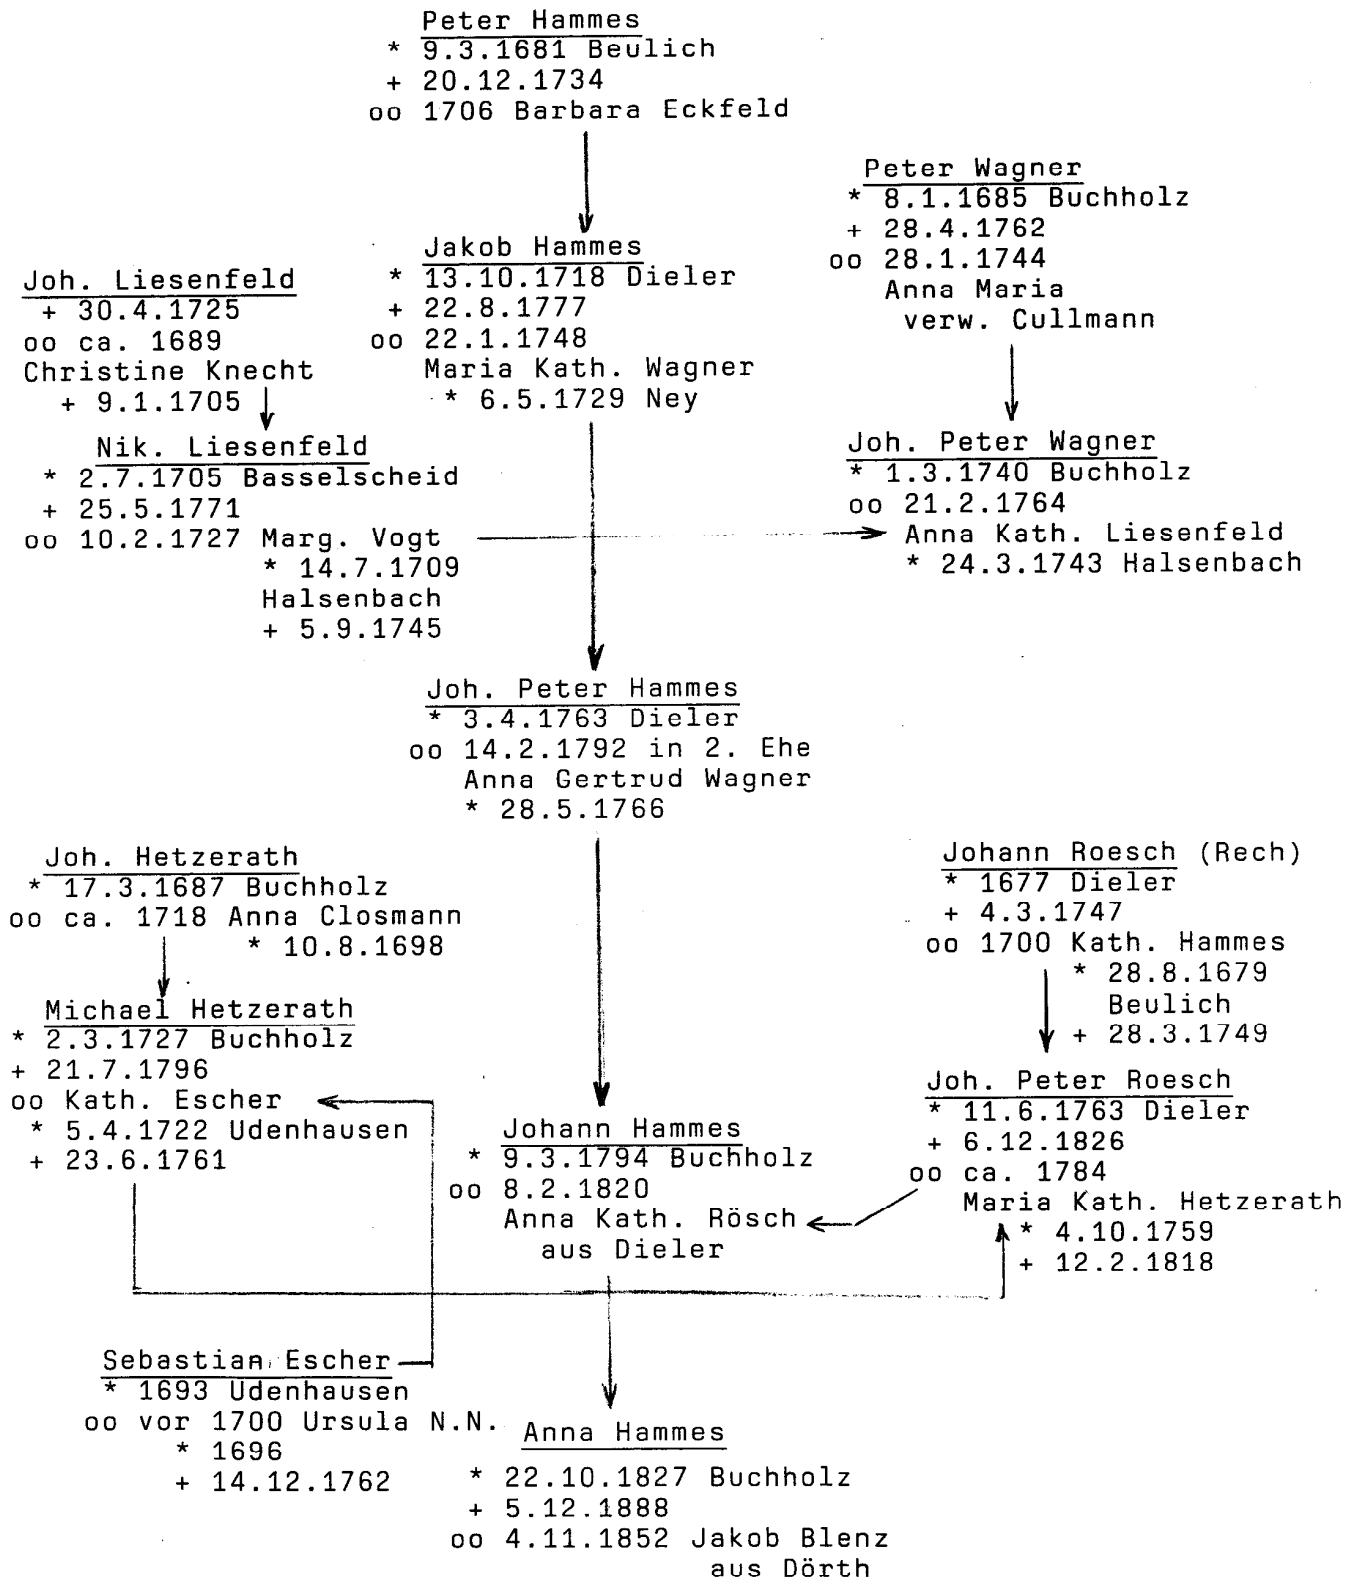 Peter Hammes
* 9.3.1681 Beulich
+ 20.12.1734
oo 1706 Barbara Eckfeld
Peter Wagner
* 8.1.1685 Buchholz
+ 28.4.1762
oo 28.1.1744
Anna Maria
verw. Cullmann
Jakob Hammes
* 13.10.1718 Dieler
+ 22.8.1777
oo 22.1.1748
Maria Kath. Wagner
* 6.5.1729 Ney
Joh. Liesenfeld
+ 30.4.1725
oo ca. 1689
Christine Knecht
+ 9.1.1705
Nik. Liesenfeld
* 2.7.1705 Basselscheid
+ 25.5.1771
oo 10.2.1727 Marg. Vogt
* 14.7.1709
Halsenbach
+ 5.9.1745
Joh. Peter Wagner
* 1.3.1740 Buchholz
oo 21.2.1764
Anna Kath. Liesenfeld
* 24.3.1743 Halsenbach
Joh. Peter Hammes
* 3.4.1763 Dieler
oo 14.2.1792 in 2. Ehe
Anna Gertrud Wagner
* 28.5.1766
Joh. Hetzerath
* 17.3.1687 Buchholz
oo ca. 1718 Anna Closmann
* 10.8.1698
Michael Hetzerath
* 2.3.1727 Buchholz
+ 21.7.1796
oo Kath. Escher
* 5.4.1722 Udenhausen
+ 23.6.1761
Johann Roesch (Rech)
* 1677 Dieler
+ 4.3.1747
oo 1700 Kath. Hammes
* 28.8.1679
Beulich
+ 28.3.1749
Joh. Peter Roesch
* 11.6.1763 Dieler
+ 6.12.1826
oo ca. 1784
Maria Kath. Hetzerath
* 4.10.1759
+ 12.2.1818
Johann Hammes
* 9.3.1794 Buchholz
oo 8.2.1820
Anna Kath. Rösch
aus Dieler
Sebastian Escher
* 1693 Udenhausen
oo vor 1700 Ursula N.N.
* 1696
+ 14.12.1762
Anna Hammes
* 22.10.1827 Buchholz
+ 5.12.1888
oo 4.11.1852 Jakob Blenz
aus Dörth